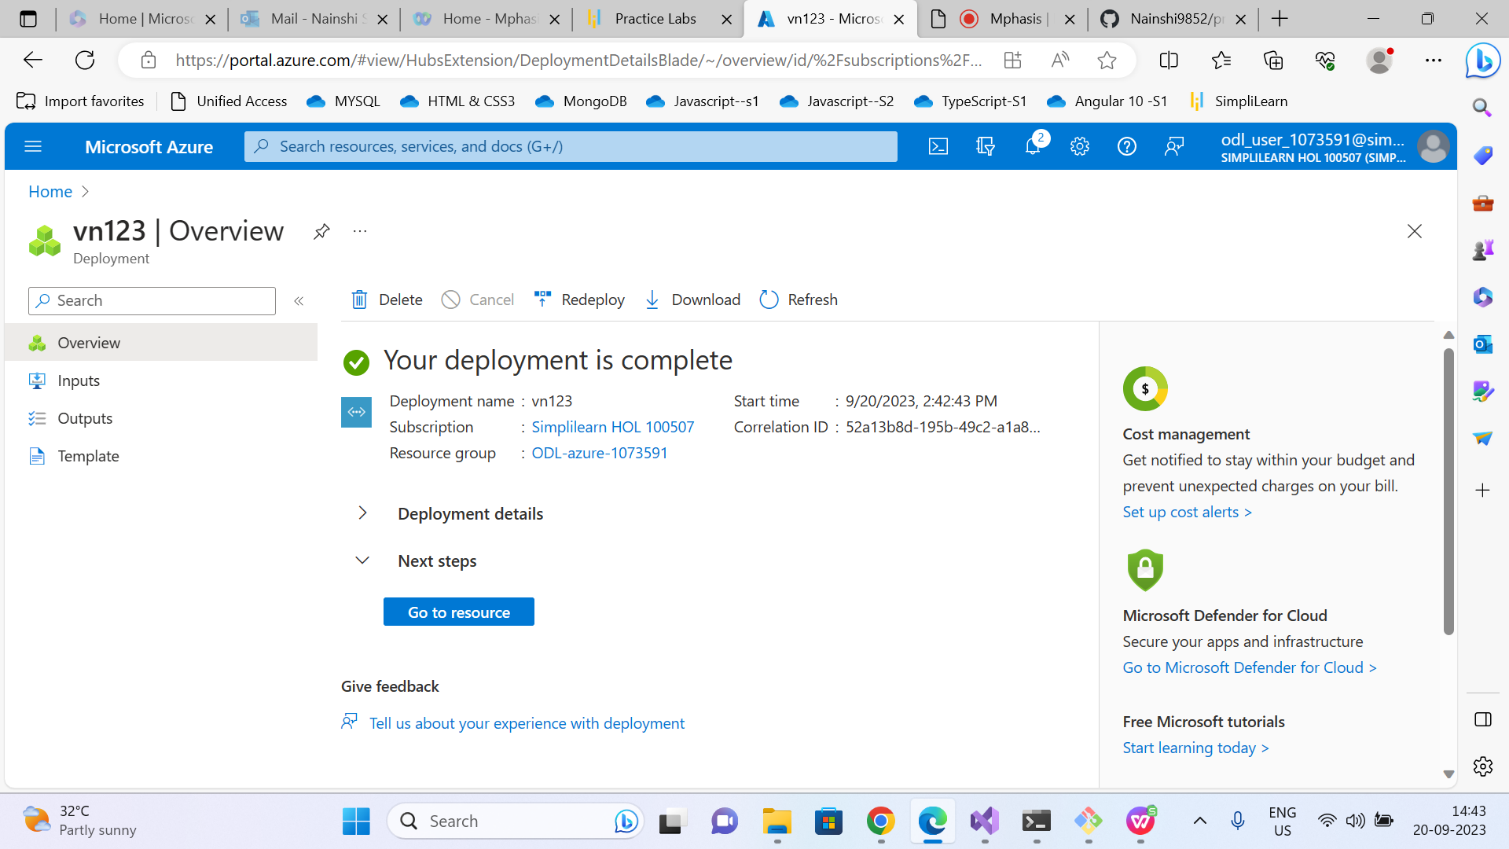 Home | Microso
Mail - Nainshi S
Home - Mphas
Practice Labs
vn123 - Microso
Mphasis |
Nainshi9852/pr
https://portal.azure.com/#view/HubsExtension/DeploymentDetailsBlade/~/overview/id/%2Fsubscriptions%2F...
Import favorites
Unified Access
MYSQL
HTML & CSS3
MongoDB
Javascript--s1
Javascript--S2
TypeScript-S1
Angular 10 -S1
SimpliLearn
Microsoft Azure
Search resources, services, and docs (G+/)
2
odl_user_1073591@sim...
SIMPLILEARN HOL 100507 (SIMP...
Home
vn123 | Overview
Deployment
Search
Delete
Cancel
Redeploy
Download
Refresh
Overview
Inputs
Outputs
Template
Your deployment is complete
Deployment name : vn123
Subscription : Simplilearn HOL 100507
Resource group : ODL-azure-1073591
Start time : 9/20/2023, 2:42:43 PM
Correlation ID : 52a13b8d-195b-49c2-a1a8...
Deployment details
Next steps
Go to resource
Give feedback
Tell us about your experience with deployment
$
Cost management
Get notified to stay within your budget and
prevent unexpected charges on your bill.
Set up cost alerts >
Microsoft Defender for Cloud
Secure your apps and infrastructure
Go to Microsoft Defender for Cloud >
Free Microsoft tutorials
Start learning today >
32°C
Partly sunny
Search
ENG
US
14:43
20-09-2023